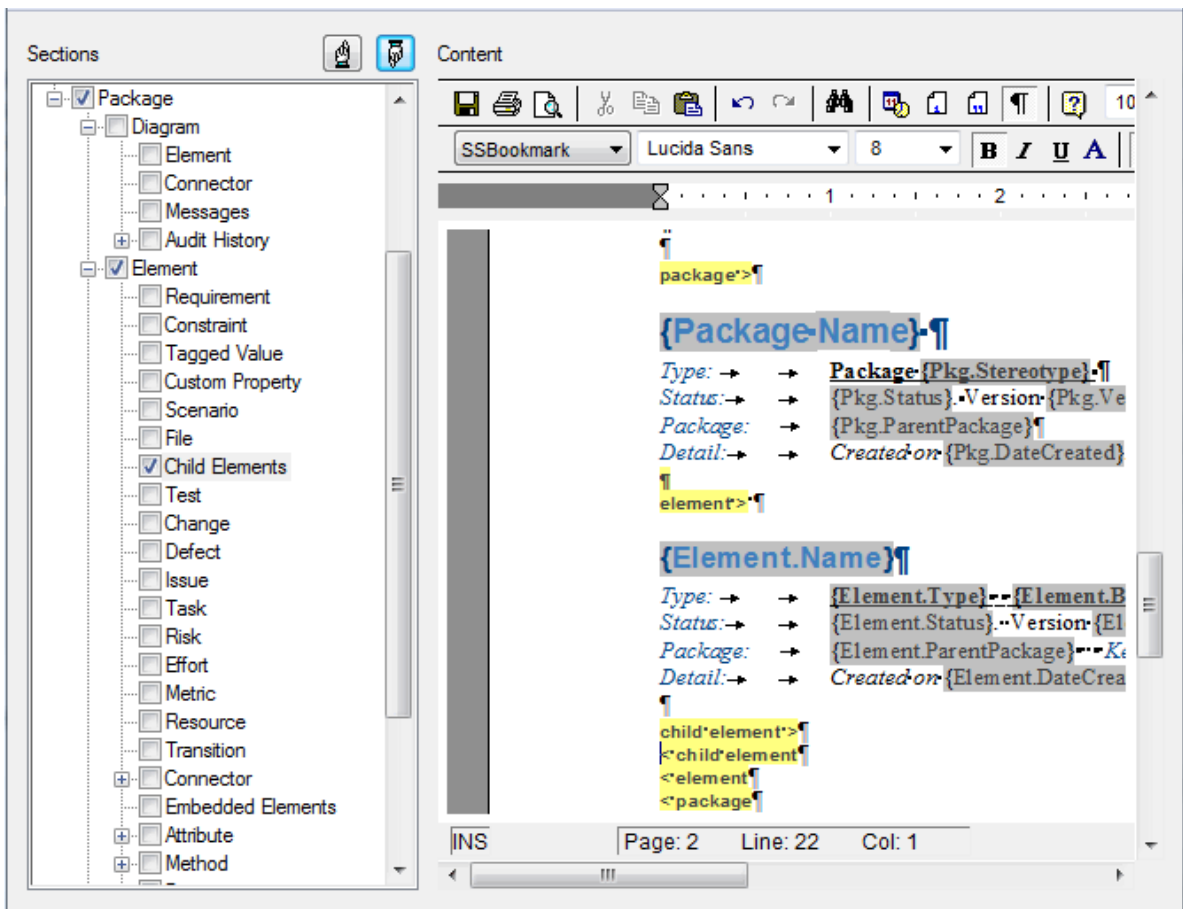 Sections
Package
Diagram
Element
Connector
Messages
Audit History
Element
Requirement
Constraint
Tagged Value
Custom Property
Scenario
File
Child Elements
Test
Change
Defect
Issue
Task
Risk
Effort
Metric
Resource
Transition
Connector
Embedded Elements
Attribute
Method
Content
10
SSBookmark Lucida Sans 8 B I U A
1 2
¶
package·>¶
{Package·Name}·¶
Type: → → Package·{Pkg.Stereotype}·¶
Status:→ → {Pkg.Status}.·Version·{Pkg.Ve
Package: → {Pkg.ParentPackage}¶
Detail:→ → Created·on·{Pkg.DateCreated}
¶
element·>·¶
{Element.Name}¶
Type: → → {Element.Type}··{Element.B
Status:→ → {Element.Status}.··Version·{El
Package: → {Element.ParentPackage}···Ke
Detail:→ → Created·on·{Element.DateCrea
¶
child·element·>¶
<·child·element¶
<·element¶
<·package¶
INS Page: 2 Line: 22 Col: 1